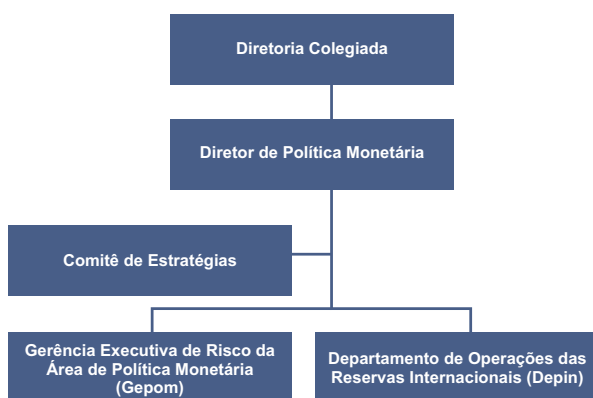 Diretoria Colegiada
Diretor de Política Monetária
Comitê de Estratégias
Gerência Executiva de Risco da
Área de Política Monetária
(Gepom)
Departamento de Operações das
Reservas Internacionais (Depin)